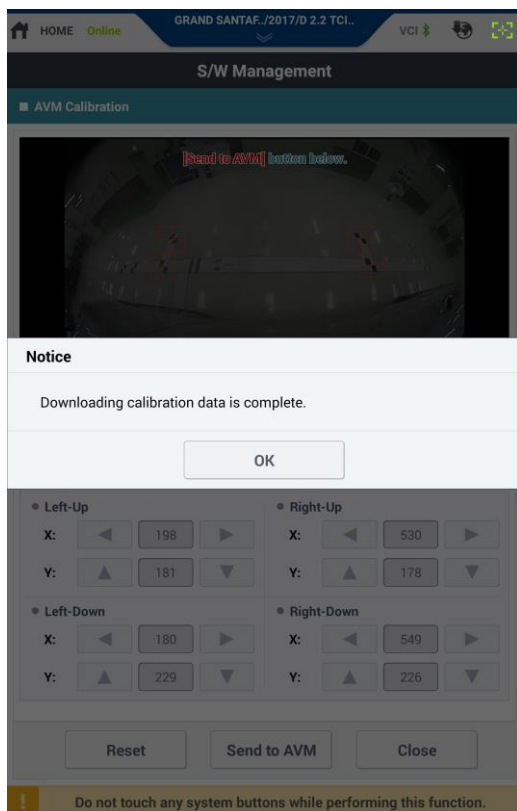 HOME Online GRAND SANTAF../2017/D 2.2 TCI.. VCI
S/W Management
AVM Calibration
[Send to AVM] button below.
Notice
Downloading calibration data is complete.
OK
Left-Up Right-Up
X: 198 X: 530
Y: 181 Y: 178
Left-Down Right-Down
X: 180 X: 549
Y: 229 Y: 226
Reset Send to AVM Close
! Do not touch any system buttons while performing this function.